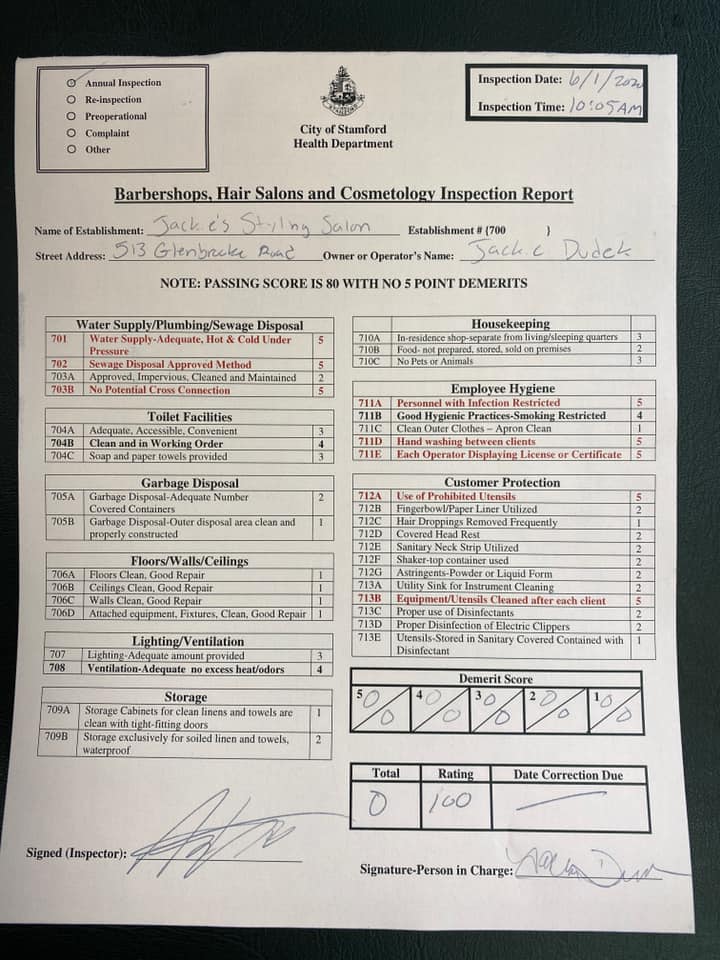 Annual Inspection
Re-inspection
Preoperational
Complaint
Other
STAMFORD
City of Stamford
Health Department
Inspection Date: 6/1/202
Inspection Time: 10:05AM
Barbershops, Hair Salons and Cosmetology Inspection Report
Name of Establishment: Jackie's Styling Salon Establishment # {700 }
Street Address: 513 Glenbrooke Road Owner or Operator's Name: Jackie Dudek
NOTE: PASSING SCORE IS 80 WITH NO 5 POINT DEMERITS
Water Supply/Plumbing/Sewage Disposal
701 Water Supply-Adequate, Hot & Cold Under 5
Pressure
702 Sewage Disposal Approved Method 5
703A Approved, Impervious, Cleaned and Maintained 2
703B No Potential Cross Connection 5
Toilet Facilities
704A Adequate, Accessible, Convenient 3
704B Clean and in Working Order 4
704C Soap and paper towels provided 3
Garbage Disposal
705A Garbage Disposal-Adequate Number 2
Covered Containers
705B Garbage Disposal-Outer disposal area clean and 1
properly constructed
Floors/Walls/Ceilings
706A Floors Clean, Good Repair 1
706B Ceilings Clean, Good Repair 1
706C Walls Clean, Good Repair 1
706D Attached equipment, Fixtures, Clean, Good Repair 1
Lighting/Ventilation
707 Lighting-Adequate amount provided 3
708 Ventilation-Adequate no excess heat/odors 4
Storage
709A Storage Cabinets for clean linens and towels are 1
clean with tight-fitting doors
709B Storage exclusively for soiled linen and towels, 2
waterproof
Housekeeping
710A In-residence shop-separate from living/sleeping quarters 3
710B Food- not prepared, stored, sold on premises 2
710C No Pets or Animals 3
Employee Hygiene
711A Personnel with Infection Restricted 5
711B Good Hygienic Practices-Smoking Restricted 4
711C Clean Outer Clothes – Apron Clean 1
711D Hand washing between clients 5
711E Each Operator Displaying License or Certificate 5
Customer Protection
712A Use of Prohibited Utensils 5
712B Fingerbowl/Paper Liner Utilized 2
712C Hair Droppings Removed Frequently 1
712D Covered Head Rest 2
712E Sanitary Neck Strip Utilized 2
712F Shaker-top container used 2
712G Astringents-Powder or Liquid Form 2
713A Utility Sink for Instrument Cleaning 2
713B Equipment/Utensils Cleaned after each client 5
713C Proper use of Disinfectants 2
713D Proper Disinfection of Electric Clippers 2
713E Utensils-Stored in Sanitary Covered Contained with 1
Disinfectant
Demerit Score
5 0/0 4 0/0 3 0/0 2 0/0 1 0/0
Total Rating Date Correction Due
0 100 —
Signed (Inspector):
Signature-Person in Charge: